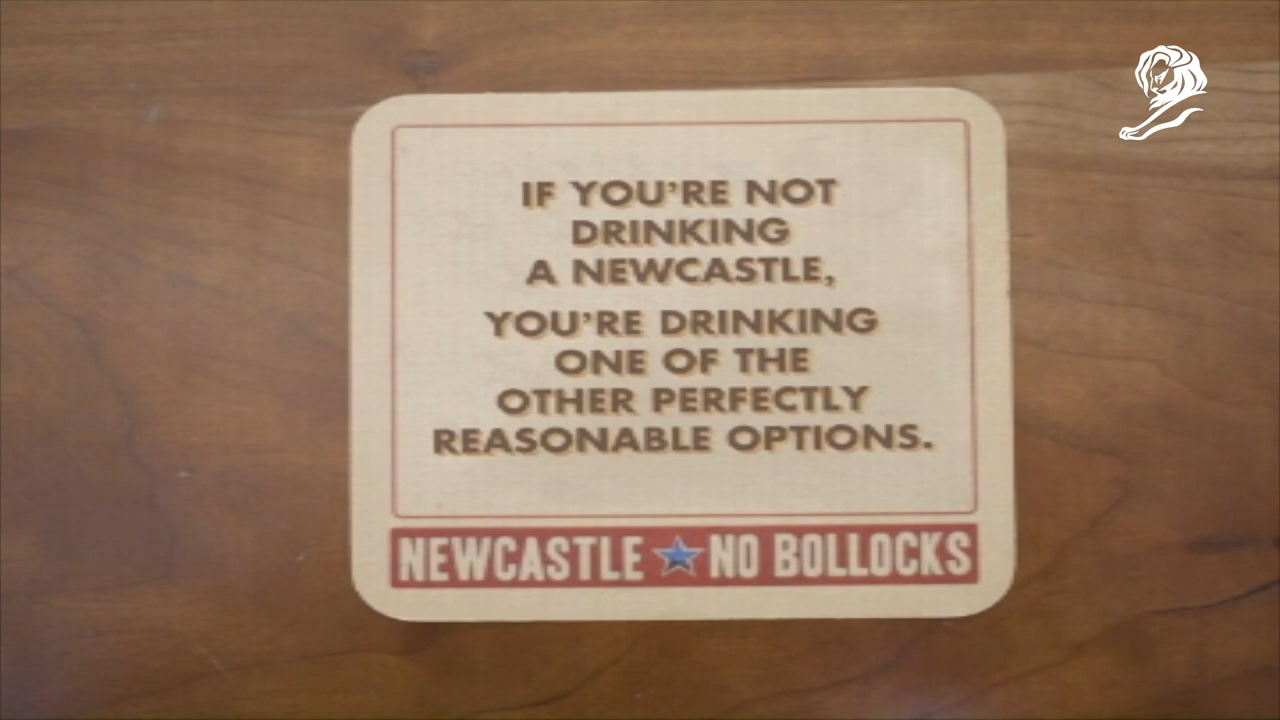 IF YOU'RE NOT
DRINKING
A NEWCASTLE,
YOU'RE DRINKING
ONE OF THE
OTHER PERFECTLY
REASONABLE OPTIONS.
NEWCASTLE NO BOLLOCKS